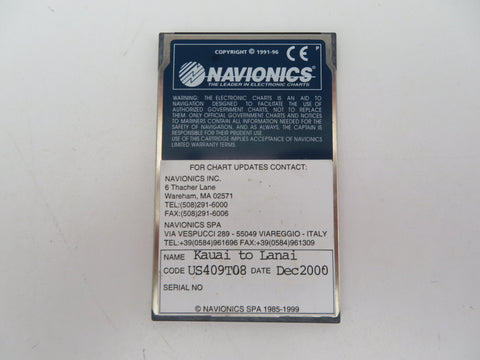 COPYRIGHT © 1991-96
CE P
NAVIONICS®
THE LEADER IN ELECTRONIC CHARTS
WARNING: THE ELECTRONIC CHARTS IS AN AID TO
NAVIGATION DESIGNED TO FACILITATE THE USE OF
AUTHORIZED GOVERNMENT CHARTS, NOT TO REPLACE
THEM. ONLY OFFICIAL GOVERNMENT CHARTS AND NOTICES
TO MARINERS CONTAIN ALL INFORMATION NEEDED FOR THE
SAFETY OF NAVIGATION, AND AS ALWAYS, THE CAPTAIN IS
RESPONSIBLE FOR THEIR PRUDENT USE.
USE OF THIS CARTRIDGE IMPLIES ACCEPTANCE OF NAVIONICS
LIMITED WARRANTY TERMS.
FOR CHART UPDATES CONTACT:
NAVIONICS INC.
6 Thacher Lane
Wareham, MA 02571
TEL:(508)291-6000
FAX:(508)291-6006
NAVIONICS SPA
VIA VESPUCCI 289 - 55049 VIAREGGIO - ITALY
TEL:+39(0584)961696 FAX:+39(0584)961309
NAME Kauai to Lanai
CODE US409T08 DATE Dec2000
SERIAL NO
© NAVIONICS SPA 1985-1999